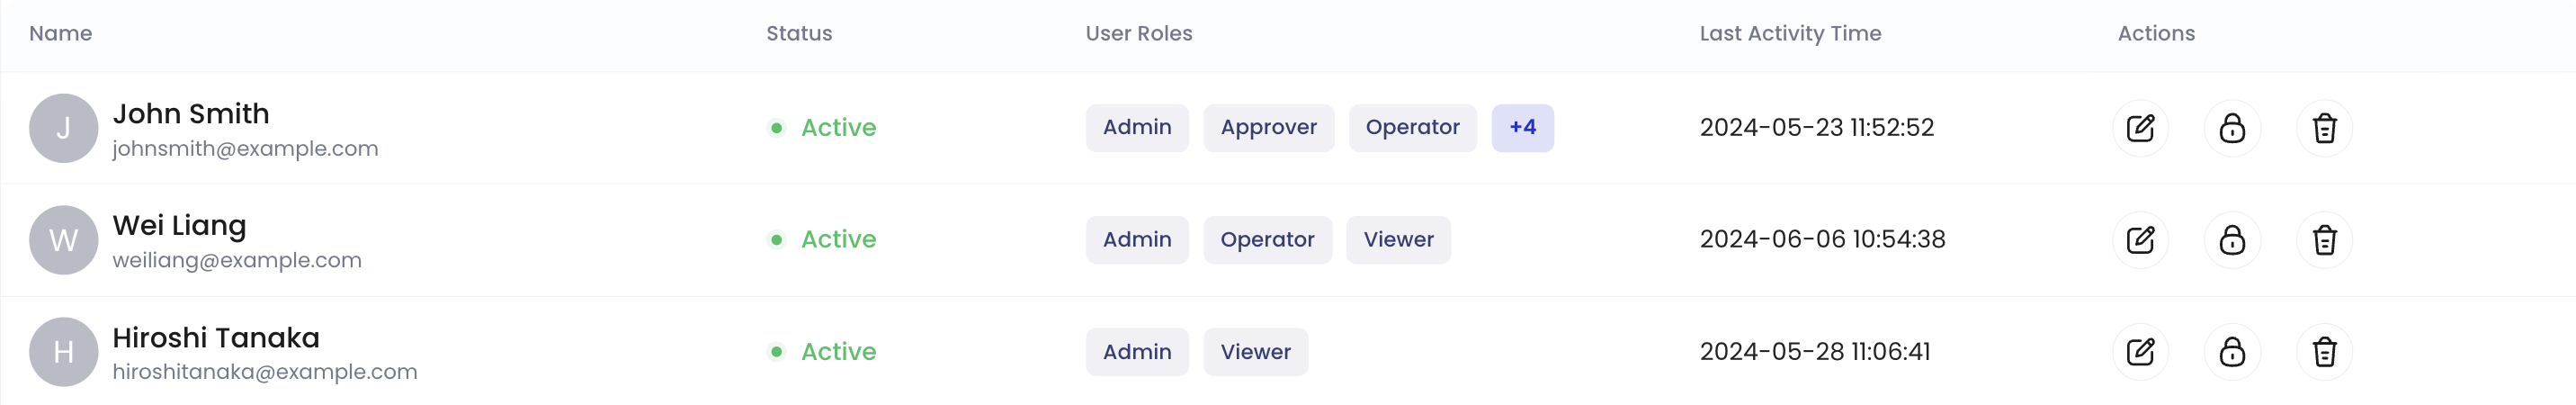 Name Status User Roles Last Activity Time Actions
J John Smith Active Admin Approver Operator +4 2024-05-23 11:52:52
johnsmith@example.com
W Wei Liang Active Admin Operator Viewer 2024-06-06 10:54:38
weiliang@example.com
H Hiroshi Tanaka Active Admin Viewer 2024-05-28 11:06:41
hiroshitanaka@example.com